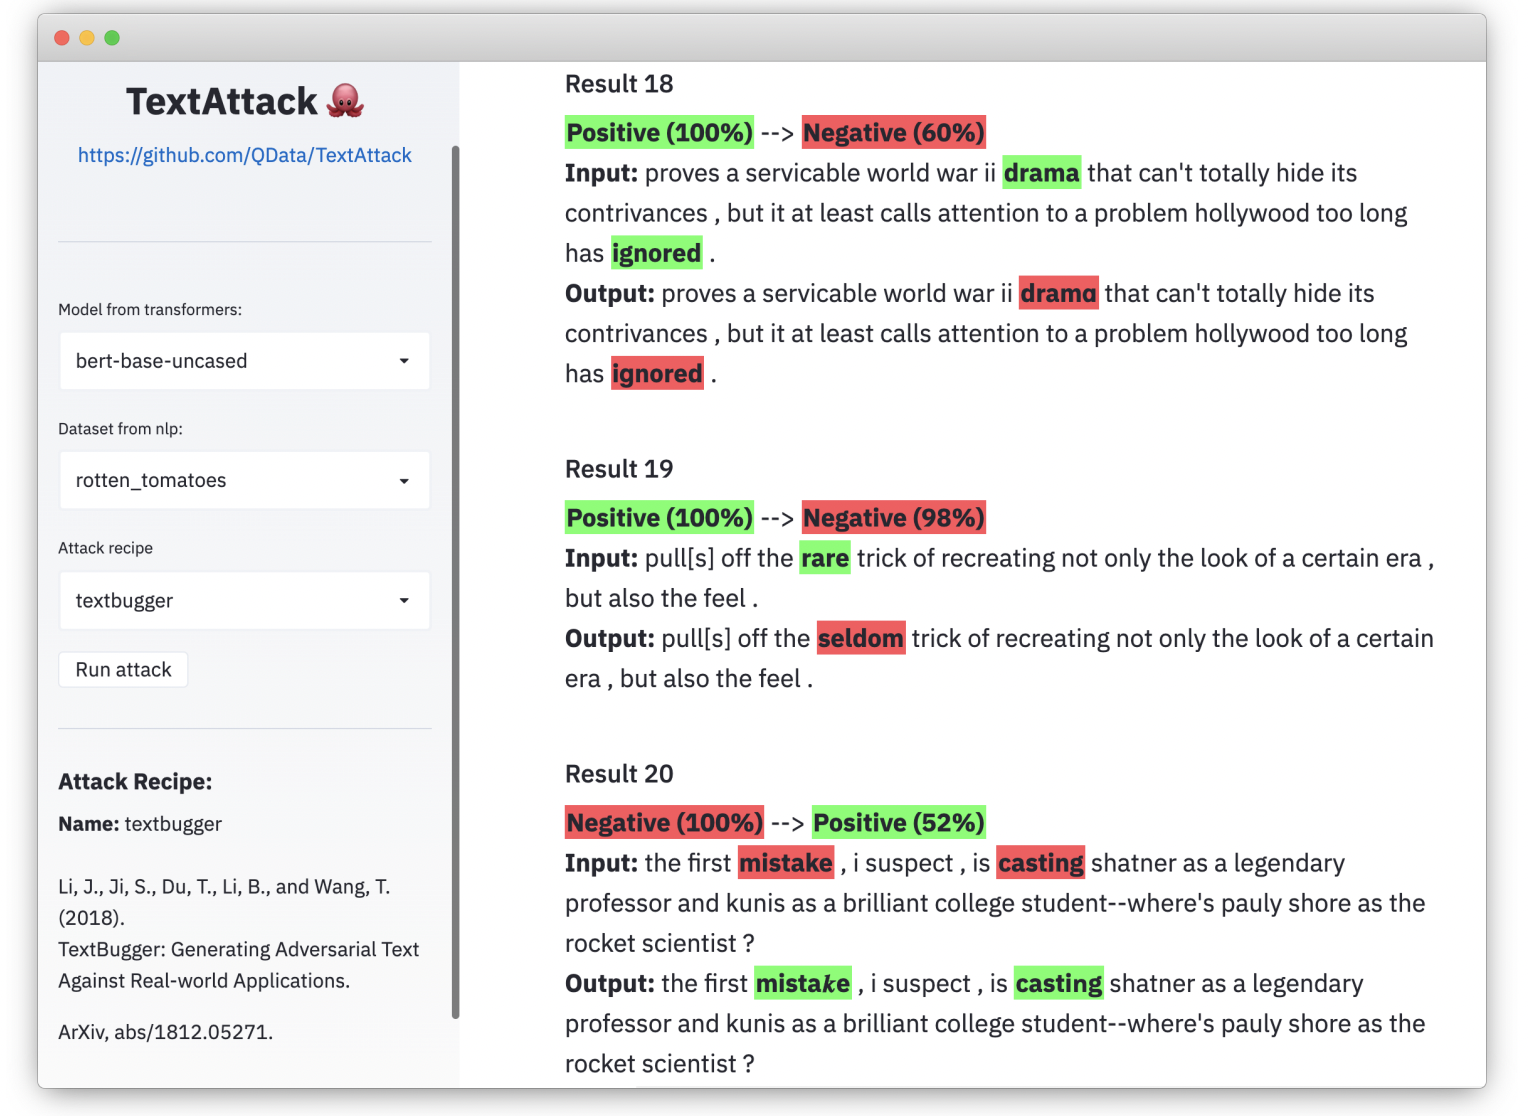 TextAttack 🐙
https://github.com/QData/TextAttack
Model from transformers:
bert-base-uncased
Dataset from nlp:
rotten_tomatoes
Attack recipe
textbugger
Run attack
Attack Recipe:
Name: textbugger
Li, J., Ji, S., Du, T., Li, B., and Wang, T.
(2018).
TextBugger: Generating Adversarial Text
Against Real-world Applications.
ArXiv, abs/1812.05271.
Result 18
Positive (100%) --> Negative (60%)
Input: proves a servicable world war ii drama that can't totally hide its
contrivances , but it at least calls attention to a problem hollywood too long
has ignored .
Output: proves a servicable world war ii dramɑ that can't totally hide its
contrivances , but it at least calls attention to a problem hollywood too long
has ignored .
Result 19
Positive (100%) --> Negative (98%)
Input: pull[s] off the rare trick of recreating not only the look of a certain era ,
but also the feel .
Output: pull[s] off the seldom trick of recreating not only the look of a certain
era , but also the feel .
Result 20
Negative (100%) --> Positive (52%)
Input: the first mistake , i suspect , is casting shatner as a legendary
professor and kunis as a brilliant college student--where's pauly shore as the
rocket scientist ?
Output: the first mista𝒌e , i suspect , is casting shatner as a legendary
professor and kunis as a brilliant college student--where's pauly shore as the
rocket scientist ?